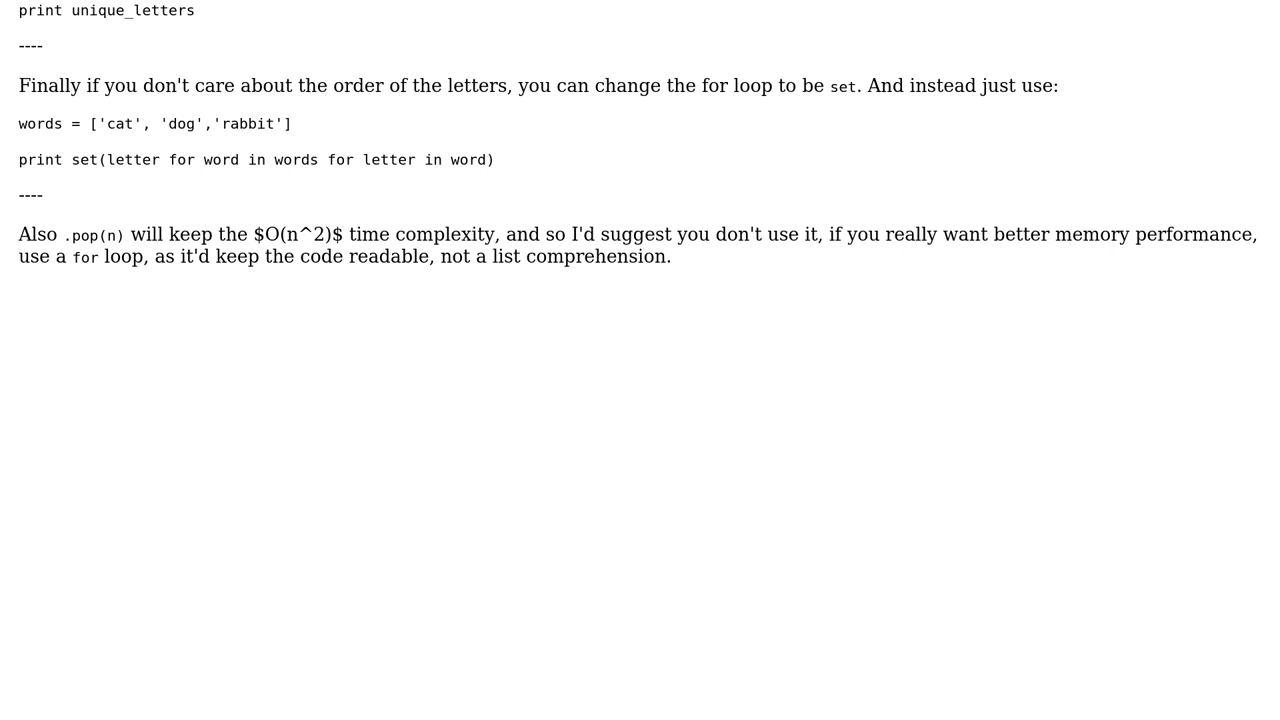 print unique_letters
----
Finally if you don't care about the order of the letters, you can change the for loop to be set. And instead just use:
words = ['cat', 'dog','rabbit']
print set(letter for word in words for letter in word)
----
Also .pop(n) will keep the $O(n^2)$ time complexity, and so I'd suggest you don't use it, if you really want better memory performance,
use a for loop, as it'd keep the code readable, not a list comprehension.